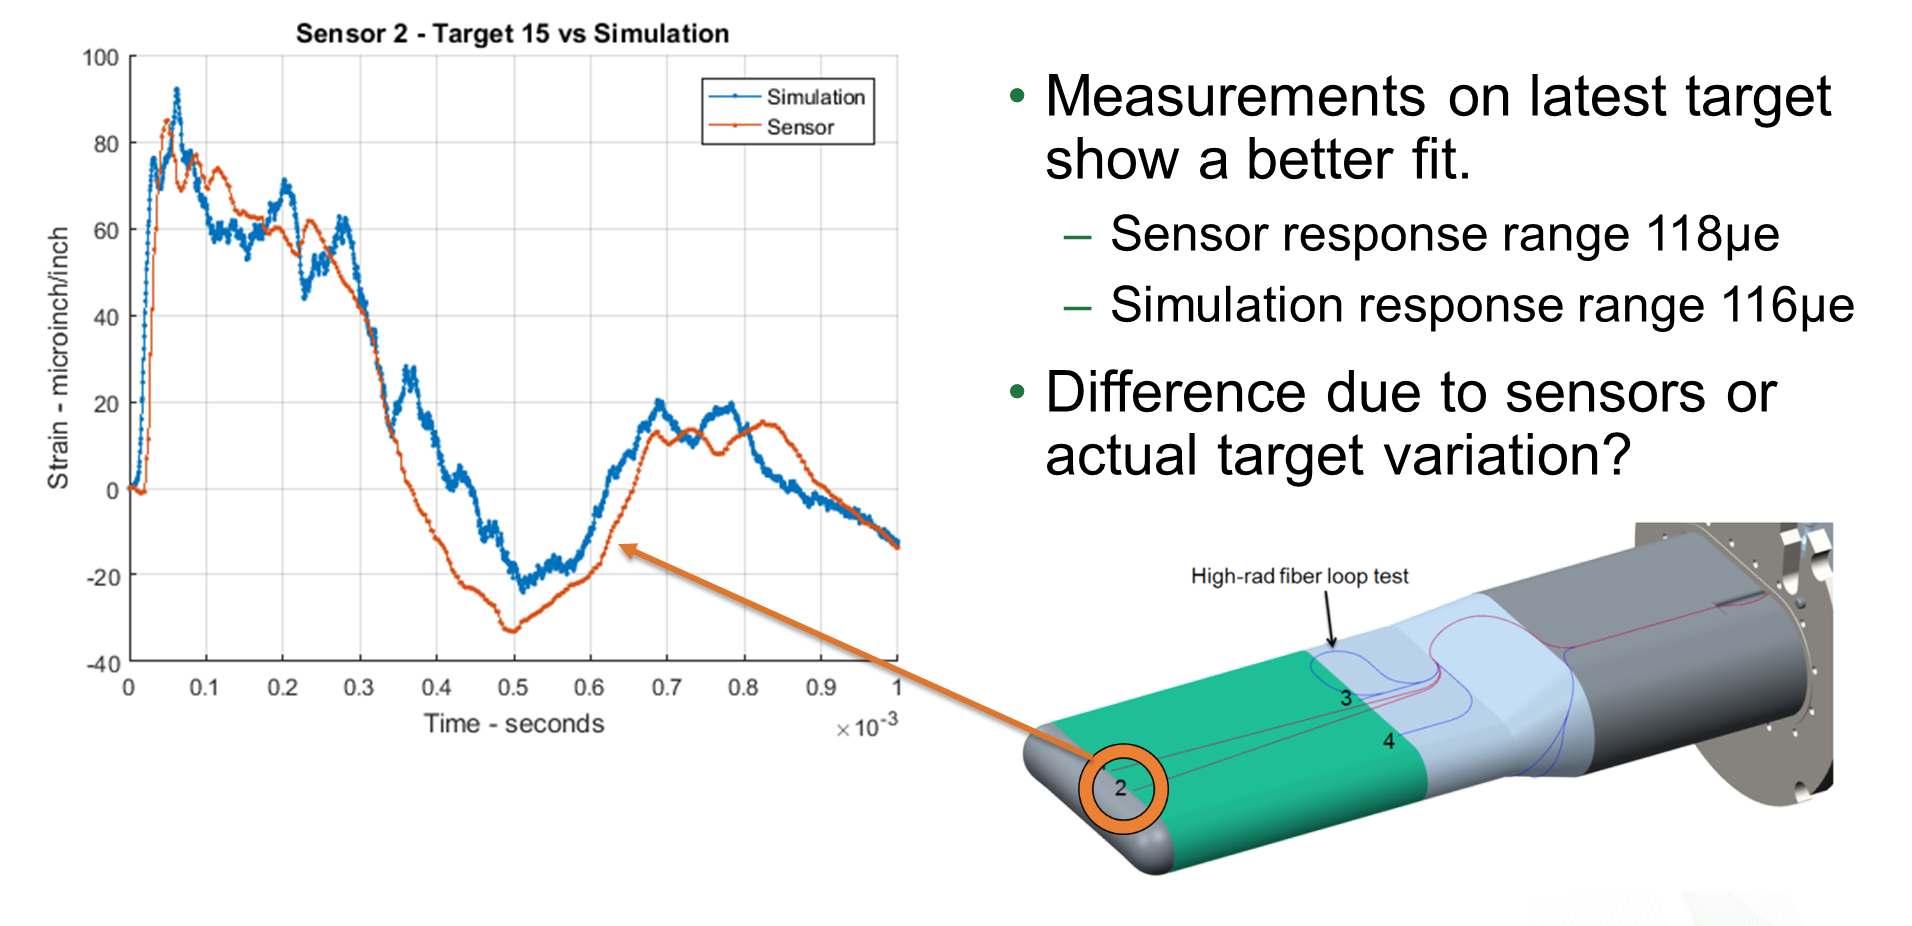 Sensor 2 - Target 15 vs Simulation
100
80
60
40
20
0
-20
-40
Strain - microinch/inch
Simulation
Sensor
0 0.1 0.2 0.3 0.4 0.5 0.6 0.7 0.8 0.9 1
Time - seconds
×10-3
• Measurements on latest target
show a better fit.
– Sensor response range 118µe
– Simulation response range 116µe
• Difference due to sensors or
actual target variation?
High-rad fiber loop test
3
4
2